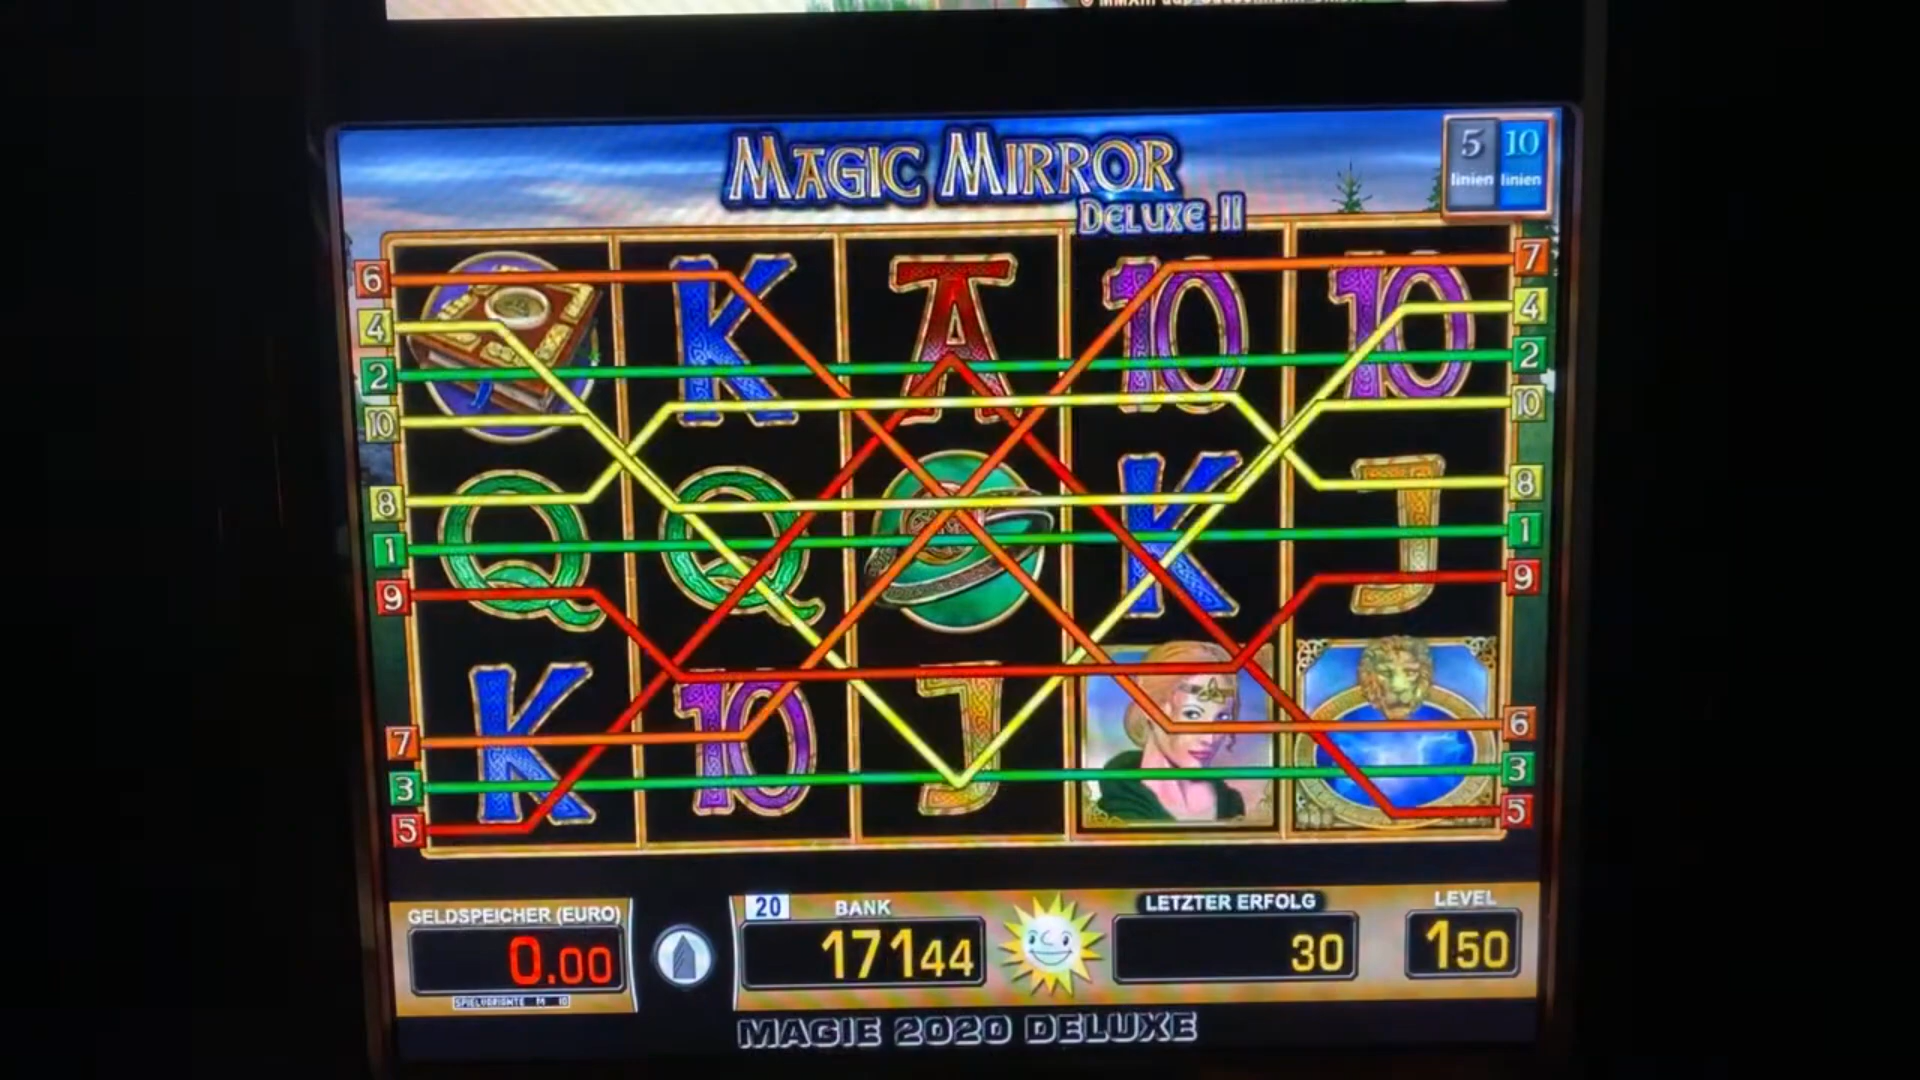 MAGIC MIRROR
DELUXE II
5 10
linien linien
K A 10 10
Q Q K J
K 10 J
6 7
4 4
2 2
10 10
8 8
1 1
9 9
7 6
3 3
5 5
GELDSPEICHER (EURO) 20 BANK LETZTER ERFOLG LEVEL
0.00 17144 30 150
MAGIE 2020 DELUXE